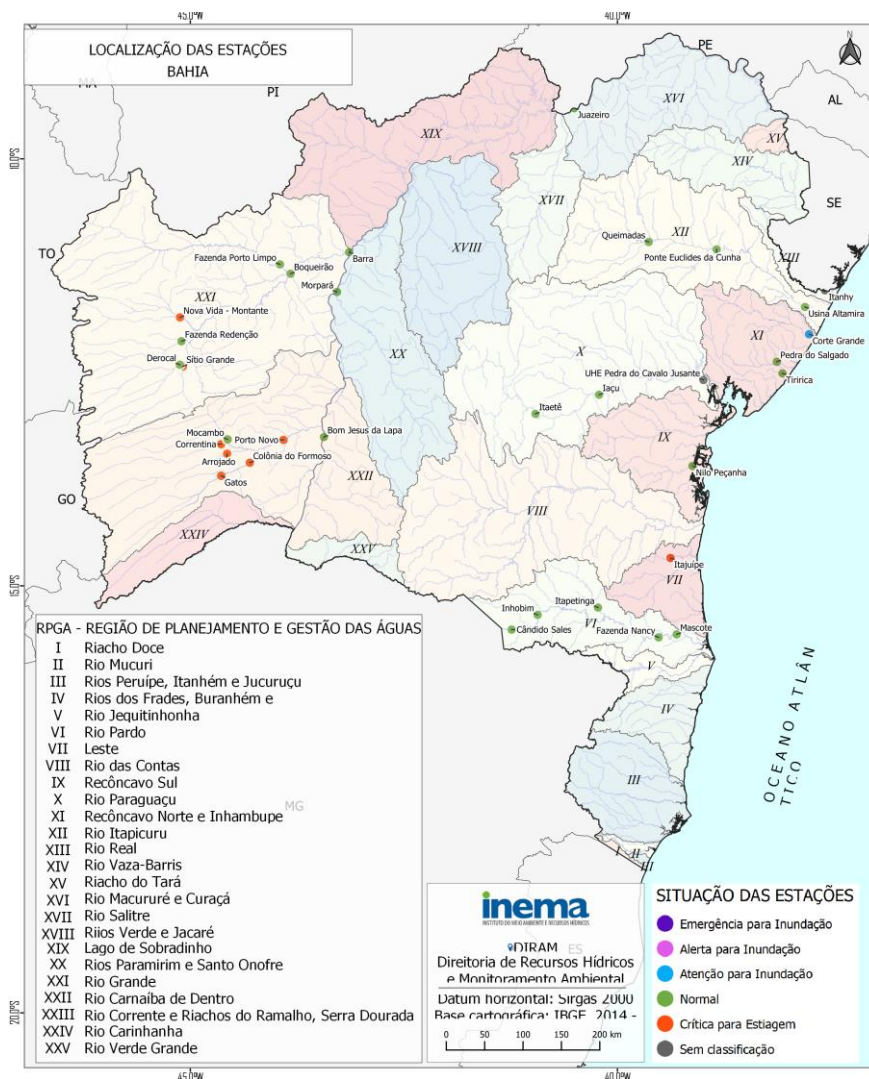 45.0°W
40.0°W
LOCALIZAÇÃO DAS ESTAÇÕES
BAHIA
MA
PI
PE
N
AL
SE
TO
GO
10.0°S
15.0°S
20.0°S
XIX
XVI
XV
XIV
XVII
XVIII
XII
XIII
XXI
XX
X
XI
IX
XXII
VIII
XXIV
XXV
VII
VI
V
IV
III
I
II
III
Juazeiro
Queimadas
Ponte Euclides da Cunha
Fazenda Porto Limpo
Boqueirão
Barra
Morpará
Itanhy
Usina Altamira
Nova Vida - Montante
Corte Grande
Fazenda Redenção
Pedra do Salgado
Derocal
Sítio Grande
UHE Pedra do Cavalo Jusante
Tiririca
Iaçu
Itaetê
Mocambo
Porto Novo
Bom Jesus da Lapa
Correntina
Arrojado
Colônia do Formoso
Gatos
Nilo Peçanha
Itajuípe
Inhobim
Itapetinga
Cândido Sales
Fazenda Nancy
Mascote
OCEANO ATLÂN
TICO
RPGA - REGIÃO DE PLANEJAMENTO E GESTÃO DAS ÁGUAS
I Riacho Doce
II Rio Mucuri
III Rios Peruípe, Itanhém e Jucuruçu
IV Rios dos Frades, Buranhém e
V Rio Jequitinhonha
VI Rio Pardo
VII Leste
VIII Rio das Contas
IX Recôncavo Sul
X Rio Paraguaçu
XI Recôncavo Norte e Inhambupe
XII Rio Itapicuru
XIII Rio Real
XIV Rio Vaza-Barris
XV Riacho do Tará
XVI Rio Macururé e Curaçá
XVII Rio Salitre
XVIII Riios Verde e Jacaré
XIX Lago de Sobradinho
XX Rios Paramirim e Santo Onofre
XXI Rio Grande
XXII Rio Carnaíba de Dentro
XXIII Rio Corrente e Riachos do Ramalho, Serra Dourada
XXIV Rio Carinhanha
XXV Rio Verde Grande
MG
ES
inema
INSTITUTO DO MEIO AMBIENTE E RECURSOS HÍDRICOS
DIRAM
Direitoria de Recursos Hídricos
e Monitoramento Ambiental
Datum horizontal: Sirgas 2000
Base cartográfica: IBGE, 2014 -
0 50 100 150 200 km
SITUAÇÃO DAS ESTAÇÕES
Emergência para Inundação
Alerta para Inundação
Atenção para Inundação
Normal
Crítica para Estiagem
Sem classificação
45.0°W
40.0°W